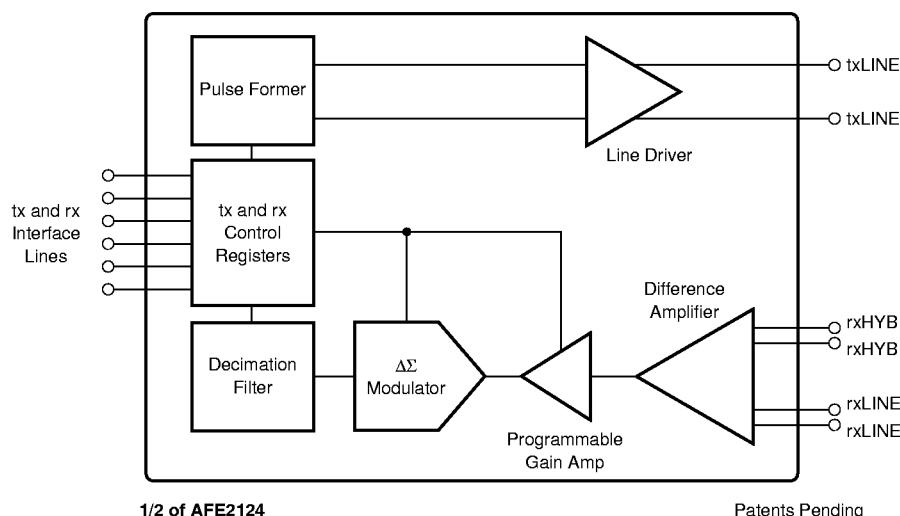 Pulse Former
txLINE
txLINE
Line Driver
tx and rx
Interface
Lines
tx and rx
Control
Registers
Difference
Amplifier
rxHYB
rxHYB
Decimation
Filter
ΔΣ
Modulator
rxLINE
rxLINE
Programmable
Gain Amp
1/2 of AFE2124
Patents Pending